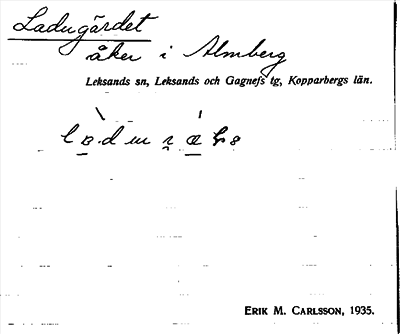 Ladugärdet
åker i Almberg
Leksands sn, Leksands och Gagnefs tg, Kopparbergs län.
ERIK M. CARLSSON, 1935.